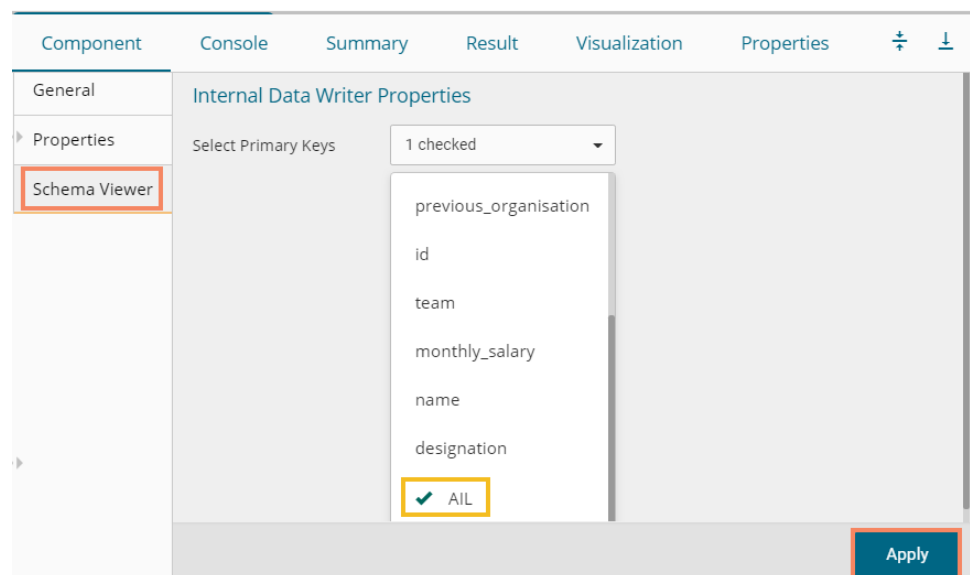 Component Console Summary Result Visualization Properties
General
Properties
Schema Viewer
Internal Data Writer Properties
Select Primary Keys
1 checked
previous_organisation
id
team
monthly_salary
name
designation
AIL
Apply